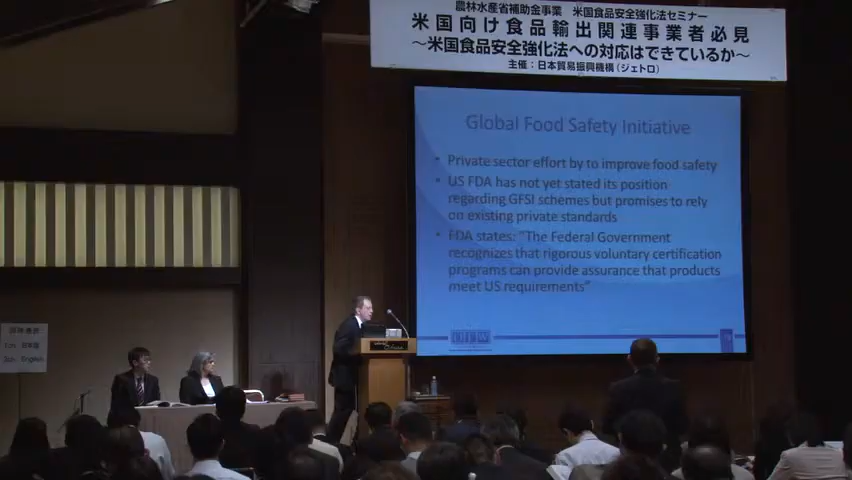 農林水産省補助金事業 米国食品安全強化法セミナー
米国向け食品輸出関連事業者必見
～米国食品安全強化法への対応はできているか～
主催：日本貿易振興機構（ジェトロ）
Global Food Safety Initiative
• Private sector effort by to improve food safety
• US FDA has not yet stated its position
regarding GFSI schemes but promises to rely
on existing private standards
• FDA states: "The Federal Government
recognizes that rigorous voluntary certification
programs can provide assurance that products
meet US requirements"
日本語
English